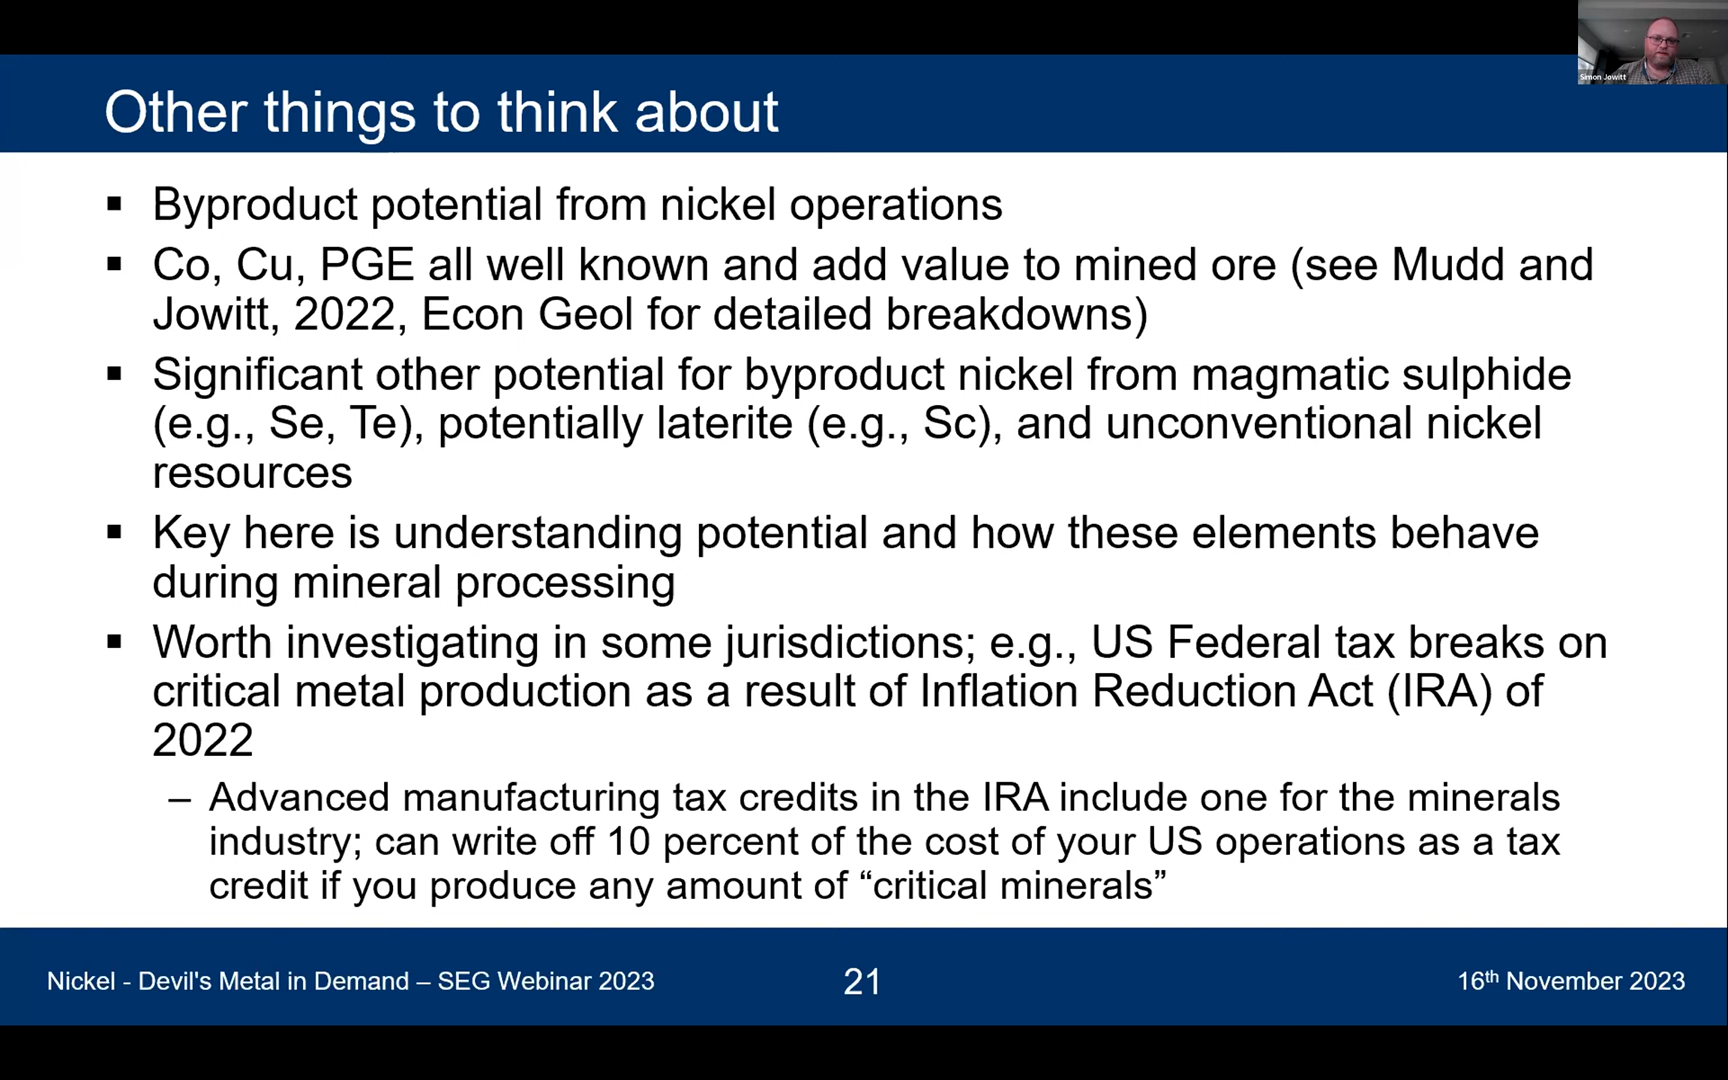 Simon Jowitt
Other things to think about
▪ Byproduct potential from nickel operations
▪ Co, Cu, PGE all well known and add value to mined ore (see Mudd and
Jowitt, 2022, Econ Geol for detailed breakdowns)
▪ Significant other potential for byproduct nickel from magmatic sulphide
(e.g., Se, Te), potentially laterite (e.g., Sc), and unconventional nickel
resources
▪ Key here is understanding potential and how these elements behave
during mineral processing
▪ Worth investigating in some jurisdictions; e.g., US Federal tax breaks on
critical metal production as a result of Inflation Reduction Act (IRA) of
2022
– Advanced manufacturing tax credits in the IRA include one for the minerals
industry; can write off 10 percent of the cost of your US operations as a tax
credit if you produce any amount of “critical minerals”
Nickel - Devil's Metal in Demand – SEG Webinar 2023
21
16th November 2023